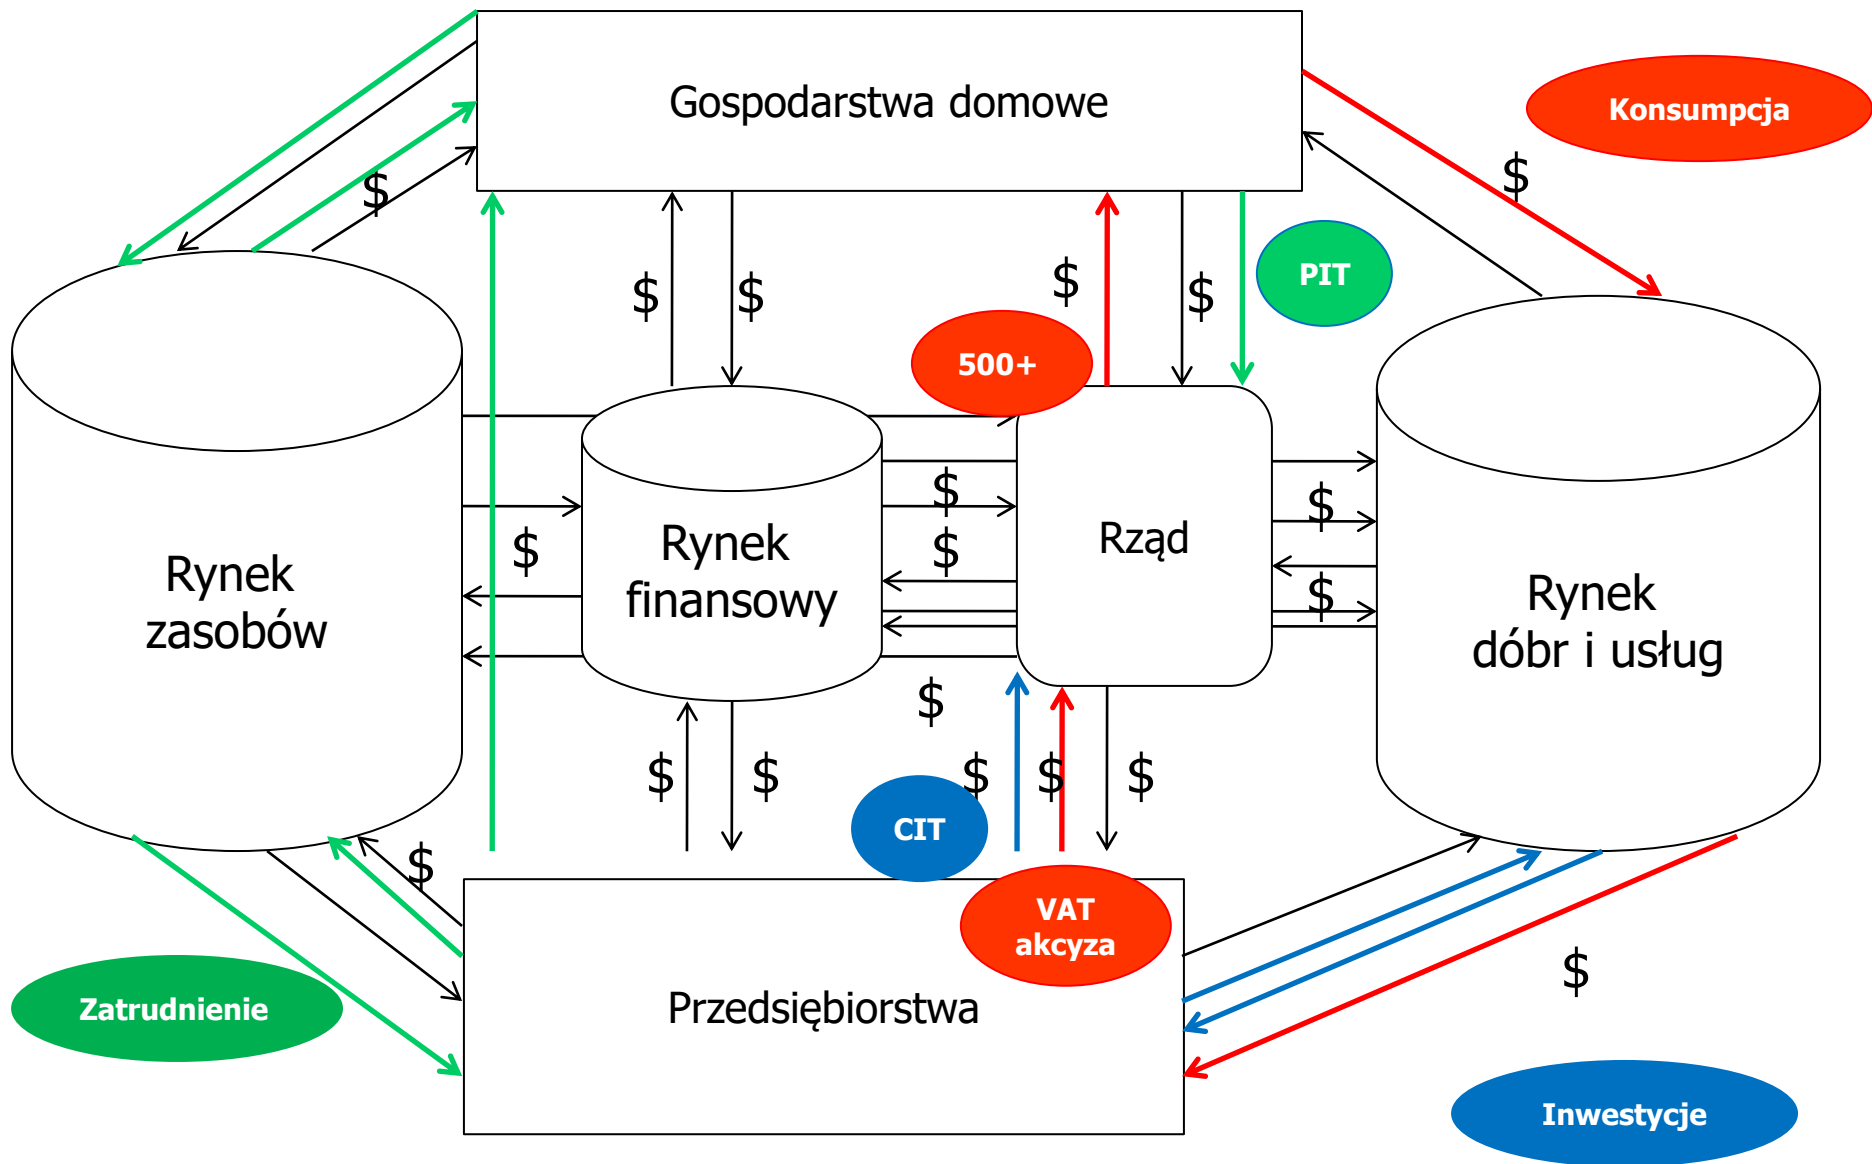 Gospodarstwa domowe
Konsumpcja
$
$
$
$
$
$
PIT
500+
$
$
$
$
$
$
Rynek
zasobów
Rynek
finansowy
Rząd
Rynek
dóbr i usług
$
$
$
$
$
$
CIT
$
VAT
akcyza
$
Zatrudnienie
Przedsiębiorstwa
Inwestycje